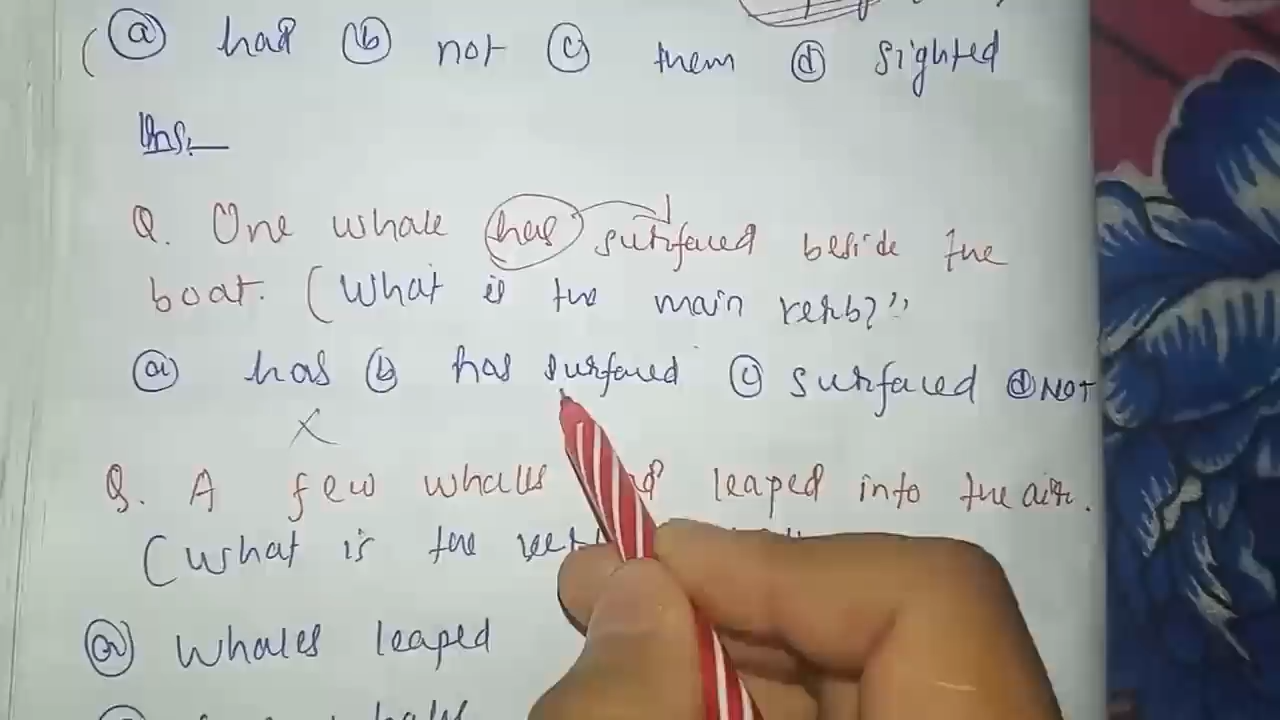 (a) had (b) not (c) them (d) sighted
Ans:—
Q. One whale has surfaced beside the
boat. (What is the main verb?"
(a) has (b) has surfaced (c) surfaced (d) NOT
X
Q. A few whales leaped into the air.
(What is the
(a) Whales leaped